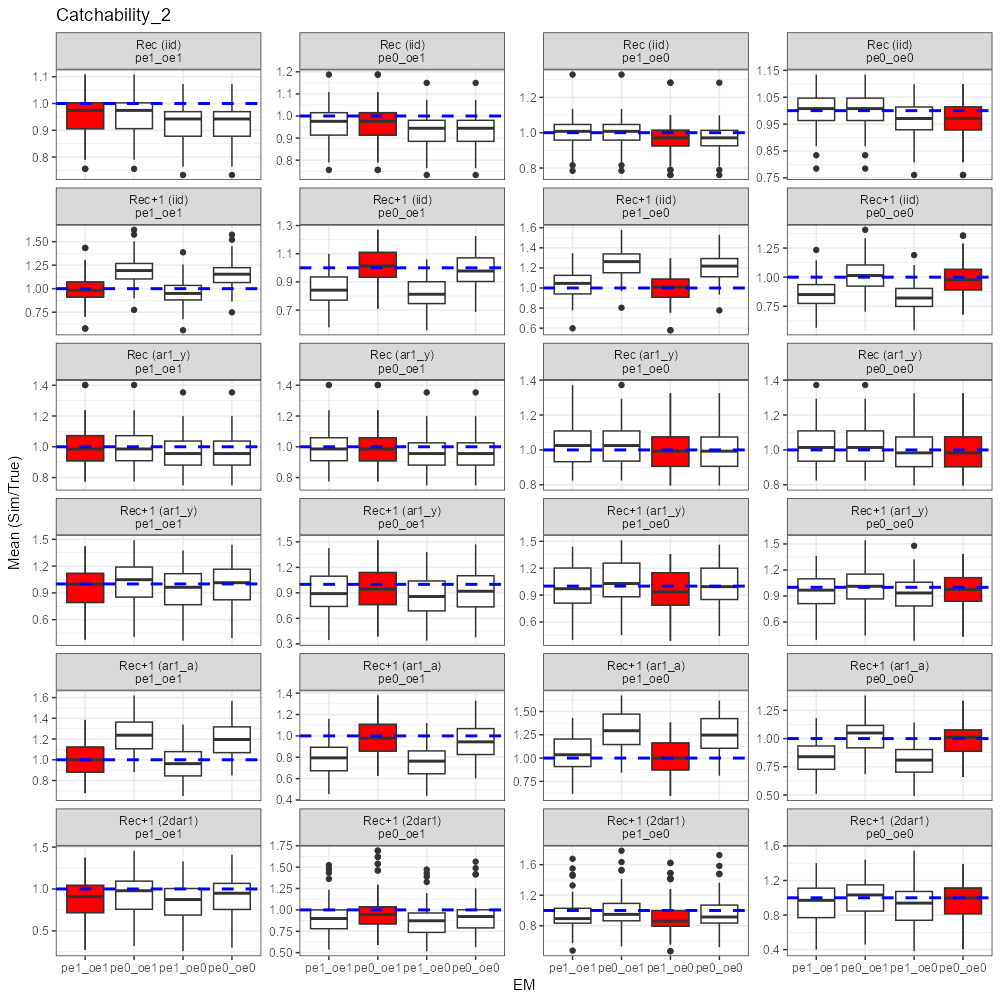 Catchability_2
Rec (iid)
pe1_oe1
Rec (iid)
pe0_oe1
Rec (iid)
pe1_oe0
Rec (iid)
pe0_oe0
1.1
1.0
0.9
0.8
1.2
1.1
1.0
0.9
0.8
1.2
1.0
0.8
1.15
1.05
0.95
0.85
0.75
Rec+1 (iid)
pe1_oe1
Rec+1 (iid)
pe0_oe1
Rec+1 (iid)
pe1_oe0
Rec+1 (iid)
pe0_oe0
1.50
1.25
1.00
0.75
1.3
1.1
0.9
0.7
1.6
1.4
1.2
1.0
0.8
0.6
1.25
1.00
0.75
Rec (ar1_y)
pe1_oe1
Rec (ar1_y)
pe0_oe1
Rec (ar1_y)
pe1_oe0
Rec (ar1_y)
pe0_oe0
1.4
1.2
1.0
0.8
1.4
1.2
1.0
0.8
1.4
1.2
1.0
0.8
1.4
1.2
1.0
0.8
Rec+1 (ar1_y)
pe1_oe1
Rec+1 (ar1_y)
pe0_oe1
Rec+1 (ar1_y)
pe1_oe0
Rec+1 (ar1_y)
pe0_oe0
1.5
1.2
0.9
0.6
1.5
1.2
0.9
0.6
0.3
1.5
1.2
0.9
0.6
1.5
1.2
0.9
0.6
Rec+1 (ar1_a)
pe1_oe1
Rec+1 (ar1_a)
pe0_oe1
Rec+1 (ar1_a)
pe1_oe0
Rec+1 (ar1_a)
pe0_oe0
1.6
1.4
1.2
1.0
0.8
1.4
1.2
1.0
0.8
0.6
0.4
1.50
1.25
1.00
0.75
1.25
1.00
0.75
0.50
Rec+1 (2dar1)
pe1_oe1
Rec+1 (2dar1)
pe0_oe1
Rec+1 (2dar1)
pe1_oe0
Rec+1 (2dar1)
pe0_oe0
1.5
1.0
0.5
1.75
1.50
1.25
1.00
0.75
0.50
1.6
1.2
0.8
1.6
1.2
0.8
0.4
pe1_oe1 pe0_oe1 pe1_oe0 pe0_oe0
pe1_oe1 pe0_oe1 pe1_oe0 pe0_oe0
pe1_oe1 pe0_oe1 pe1_oe0 pe0_oe0
pe1_oe1 pe0_oe1 pe1_oe0 pe0_oe0
EM
Mean (Sim/True)